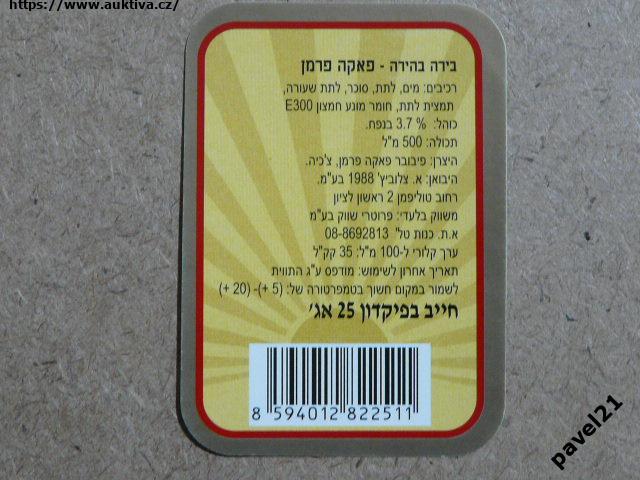 https://www.auktiva.cz/
בירה בהירה - פאקה פרמן
רכיבים: מים, לתת, סוכר, לתת שעורה,
תמצית לתת, חומר מונע חמצון E300
כוהל: % 3.7 בנפח.
תכולה: 500 מ"ל
היצרן: פיבובר פאקה פרמן, צ'כיה.
היבואן: א. צלוביץ' 1988 בע"מ.
רחוב טוליפמן 2 ראשון לציון
משווק בלעדי: פרוטרי שווק בע"מ
א.ת. כנות טל' 08-8692813
ערך קלורי ל-100 מ"ל: 35 קק"ל
תאריך אחרון לשימוש: מודפס ע"ג התווית
לשמור במקום חשוך בטמפרטורה של: (5 +)- (20 +)
חייב בפיקדון 25 אג'
8 594012 822511
pavel21